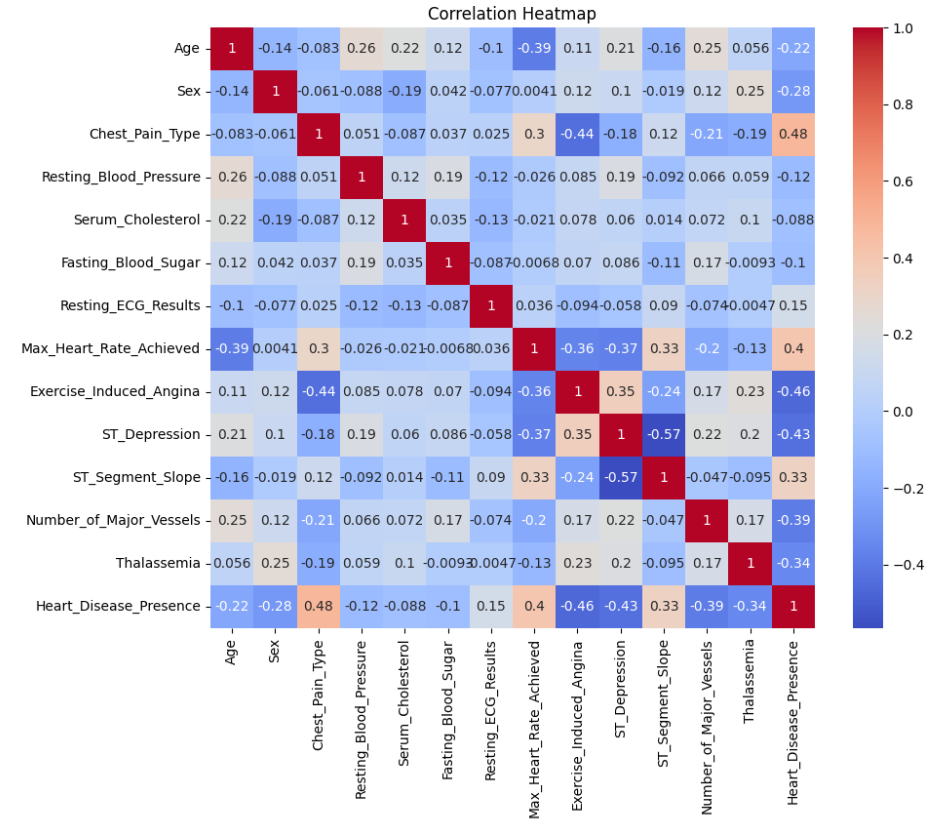 Correlation Heatmap
Age 1 -0.14 -0.083 0.26 0.22 0.12 -0.1 -0.39 0.11 0.21 -0.16 0.25 0.056 -0.22
Sex -0.14 1 -0.061 -0.088 -0.19 0.042 -0.077 0.0041 0.12 0.1 -0.019 0.12 0.25 -0.28
Chest_Pain_Type -0.083 -0.061 1 0.051 -0.087 0.037 0.025 0.3 -0.44 -0.18 0.12 -0.21 -0.19 0.48
Resting_Blood_Pressure 0.26 -0.088 0.051 1 0.12 0.19 -0.12 -0.026 0.085 0.19 -0.092 0.066 0.059 -0.12
Serum_Cholesterol 0.22 -0.19 -0.087 0.12 1 0.035 -0.13 -0.021 0.078 0.06 0.014 0.072 0.1 -0.088
Fasting_Blood_Sugar 0.12 0.042 0.037 0.19 0.035 1 -0.087 -0.0068 0.07 0.086 -0.11 0.17 -0.0093 -0.1
Resting_ECG_Results -0.1 -0.077 0.025 -0.12 -0.13 -0.087 1 0.036 -0.094 -0.058 0.09 -0.074 -0.0047 0.15
Max_Heart_Rate_Achieved -0.39 0.0041 0.3 -0.026 -0.021 -0.0068 0.036 1 -0.36 -0.37 0.33 -0.2 -0.13 0.4
Exercise_Induced_Angina 0.11 0.12 -0.44 0.085 0.078 0.07 -0.094 -0.36 1 0.35 -0.24 0.17 0.23 -0.46
ST_Depression 0.21 0.1 -0.18 0.19 0.06 0.086 -0.058 -0.37 0.35 1 -0.57 0.22 0.2 -0.43
ST_Segment_Slope -0.16 -0.019 0.12 -0.092 0.014 -0.11 0.09 0.33 -0.24 -0.57 1 -0.047 -0.095 0.33
Number_of_Major_Vessels 0.25 0.12 -0.21 0.066 0.072 0.17 -0.074 -0.2 0.17 0.22 -0.047 1 0.17 -0.39
Thalassemia 0.056 0.25 -0.19 0.059 0.1 -0.0093 -0.0047 -0.13 0.23 0.2 -0.095 0.17 1 -0.34
Heart_Disease_Presence -0.22 -0.28 0.48 -0.12 -0.088 -0.1 0.15 0.4 -0.46 -0.43 0.33 -0.39 -0.34 1
Age
Sex
Chest_Pain_Type
Resting_Blood_Pressure
Serum_Cholesterol
Fasting_Blood_Sugar
Resting_ECG_Results
Max_Heart_Rate_Achieved
Exercise_Induced_Angina
ST_Depression
ST_Segment_Slope
Number_of_Major_Vessels
Thalassemia
Heart_Disease_Presence
1.0
0.8
0.6
0.4
0.2
0.0
−0.2
−0.4